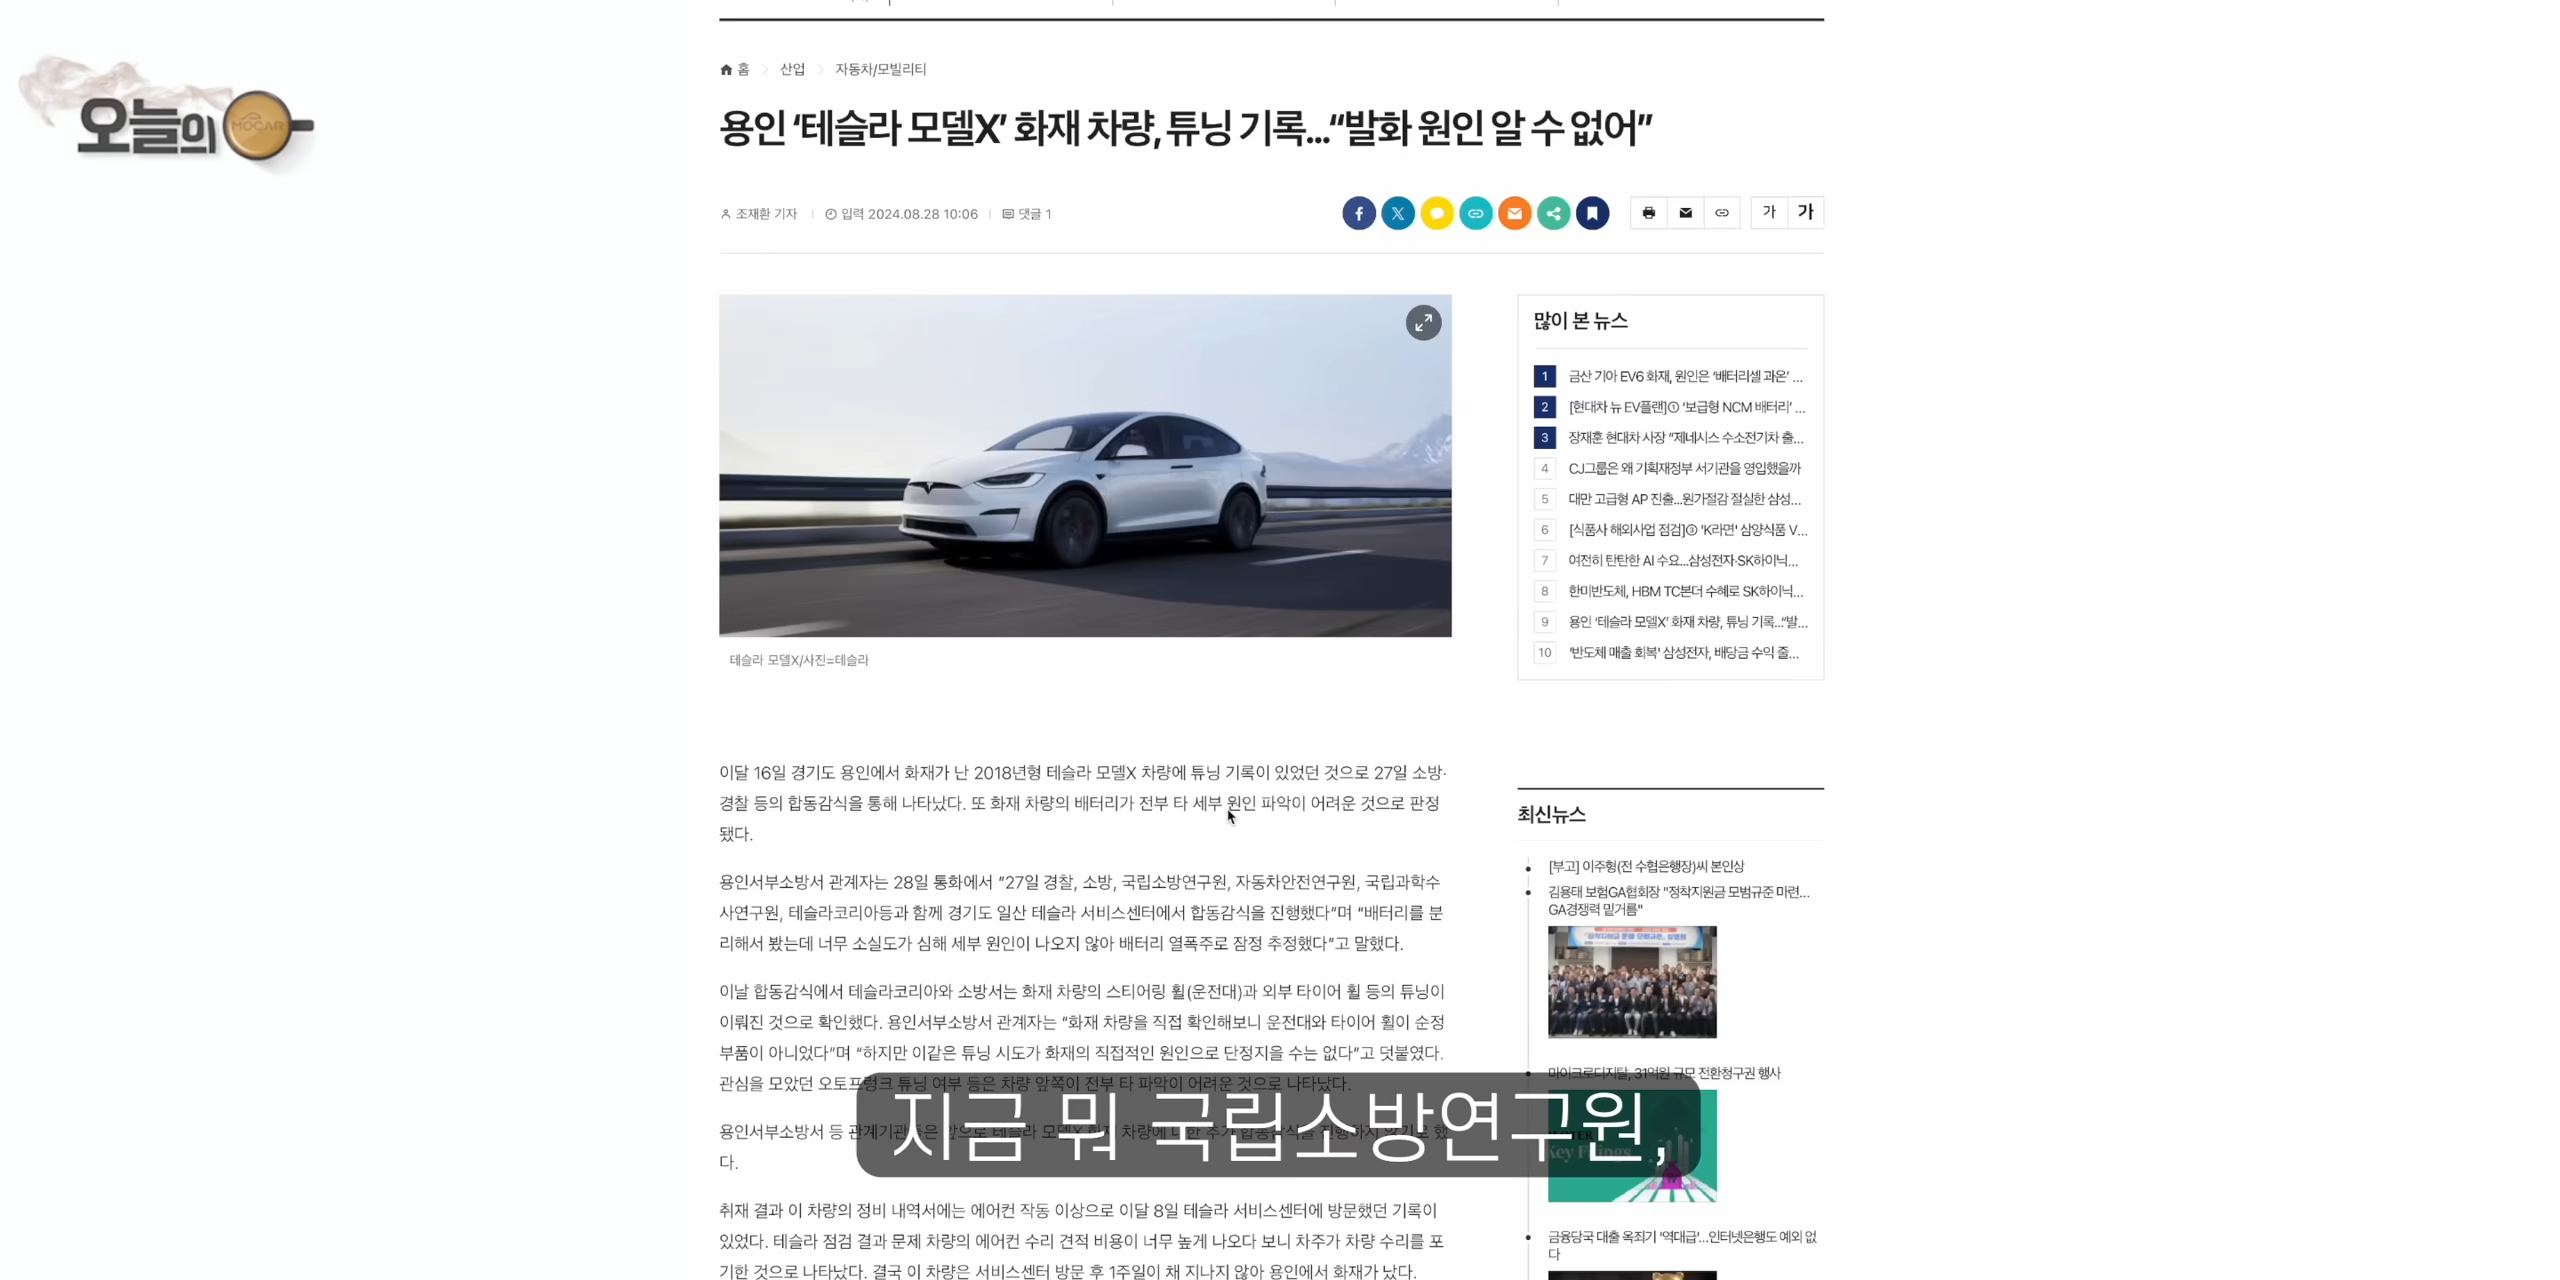 오늘의
MOCAR
홈 > 산업 > 자동차/모빌리티
용인 ‘테슬라 모델X’ 화재 차량, 튜닝 기록...“발화 원인 알 수 없어”
조재환 기자 | 입력 2024.08.28 10:06 | 댓글 1
가 가
테슬라 모델X/사진=테슬라
이달 16일 경기도 용인에서 화재가 난 2018년형 테슬라 모델X 차량에 튜닝 기록이 있었던 것으로 27일 소방·
경찰 등의 합동감식을 통해 나타났다. 또 화재 차량의 배터리가 전부 타 세부 원인 파악이 어려운 것으로 판정
됐다.
용인서부소방서 관계자는 28일 통화에서 “27일 경찰, 소방, 국립소방연구원, 자동차안전연구원, 국립과학수
사연구원, 테슬라코리아등과 함께 경기도 일산 테슬라 서비스센터에서 합동감식을 진행했다”며 “배터리를 분
리해서 봤는데 너무 소실도가 심해 세부 원인이 나오지 않아 배터리 열폭주로 잠정 추정했다”고 말했다.
이날 합동감식에서 테슬라코리아와 소방서는 화재 차량의 스티어링 휠(운전대)과 외부 타이어 휠 등의 튜닝이
이뤄진 것으로 확인했다. 용인서부소방서 관계자는 “화재 차량을 직접 확인해보니 운전대와 타이어 휠이 순정
부품이 아니었다”며 “하지만 이같은 튜닝 시도가 화재의 직접적인 원인으로 단정지을 수는 없다”고 덧붙였다.
관심을 모았던 오토프렁크 튜닝 여부 등은 차량 앞쪽이 전부 타 파악이 어려운 것으로 나타났다.
용인서부소방서 등 관계기관들은 앞으로 테슬라 모델X 화재 차량에 대한 추가 합동감식을 진행하지 않기로 했
다.
지금 뭐 국립소방연구원,
취재 결과 이 차량의 정비 내역서에는 에어컨 작동 이상으로 이달 8일 테슬라 서비스센터에 방문했던 기록이
있었다. 테슬라 점검 결과 문제 차량의 에어컨 수리 견적 비용이 너무 높게 나오다 보니 차주가 차량 수리를 포
기한 것으로 나타났다. 결국 이 차량은 서비스센터 방문 후 1주일이 채 지나지 않아 용인에서 화재가 났다.
많이 본 뉴스
1 금산 기아 EV6 화재, 원인은 ‘배터리셀 과온’ ...
2 [현대차 뉴 EV플랜]① ‘보급형 NCM 배터리’ ...
3 장재훈 현대차 사장 “제네시스 수소전기차 출...
4 CJ그룹은 왜 기획재정부 서기관을 영입했을까
5 대만 고급형 AP 진출...원가절감 절실한 삼성...
6 [식품사 해외사업 점검]③ 'K라면' 삼양식품 V...
7 여전히 탄탄한 AI 수요...삼성전자·SK하이닉...
8 한미반도체, HBM TC본더 수혜로 SK하이닉...
9 용인 ‘테슬라 모델X’ 화재 차량, 튜닝 기록...“발...
10 '반도체 매출 회복' 삼성전자, 배당금 수익 줄...
최신뉴스
[부고] 이주형(전 수협은행장)씨 본인상
김용태 보험GA협회장 "정착지원금 모범규준 마련...
GA경쟁력 밑거름"
마이크로디지탈, 31억원 규모 전환청구권 행사
Key Filings
금융당국 대출 옥죄기 '역대급'...인터넷은행도 예외 없
다